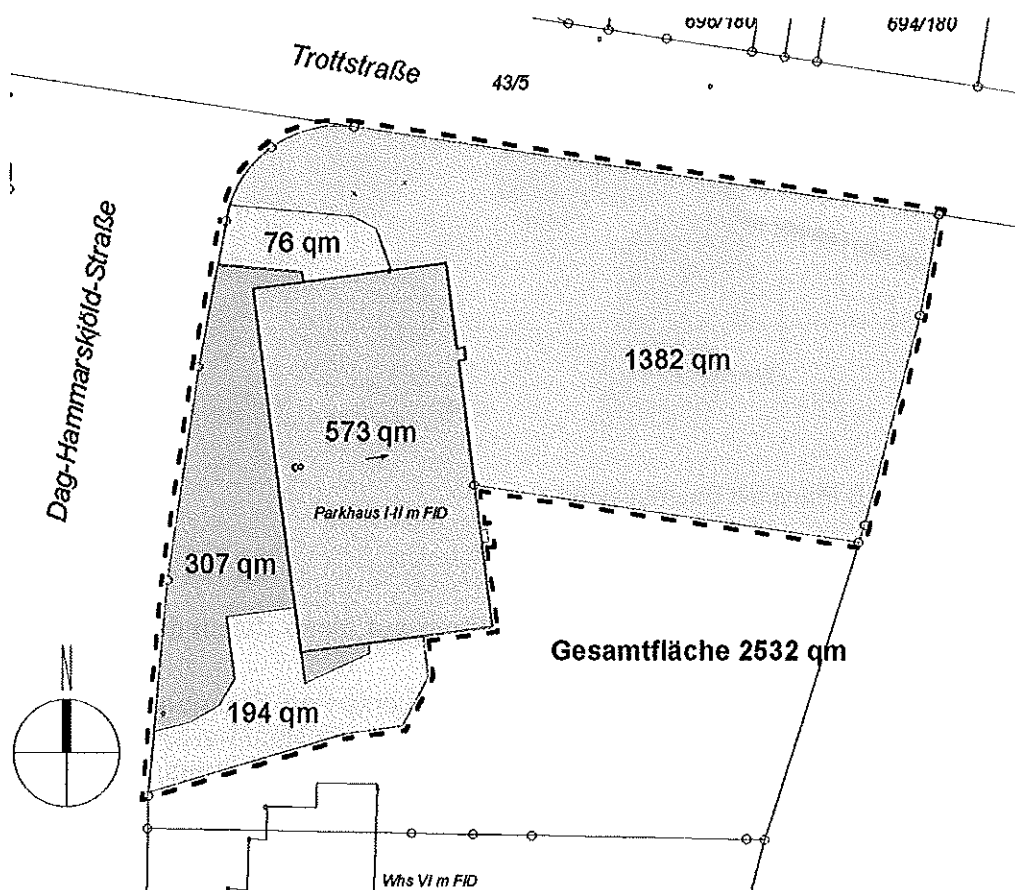 696/180
694/180
Trottstraße
43/5
Dag-Hammarskjöld-Straße
76 qm
1382 qm
573 qm
8
Parkhaus I-II m FlD
307 qm
N
Gesamtfläche 2532 qm
194 qm
Whs VI m FlD